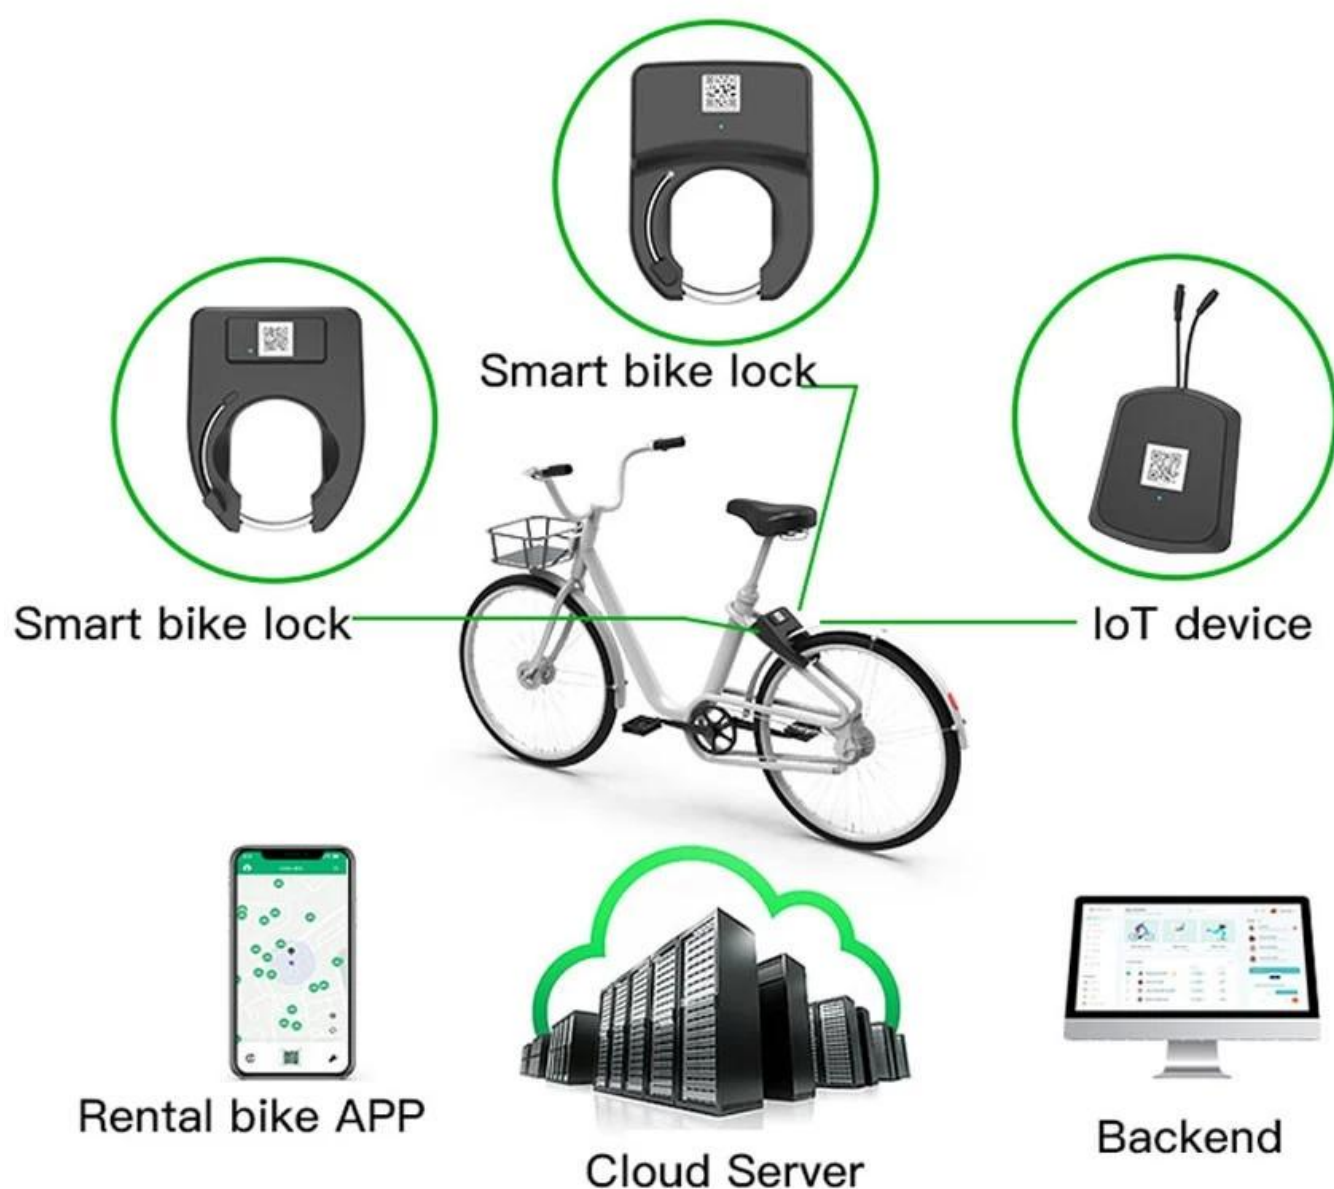 Smart bike lock
Smart bike lock
IoT device
Rental bike APP
Cloud Server
Backend